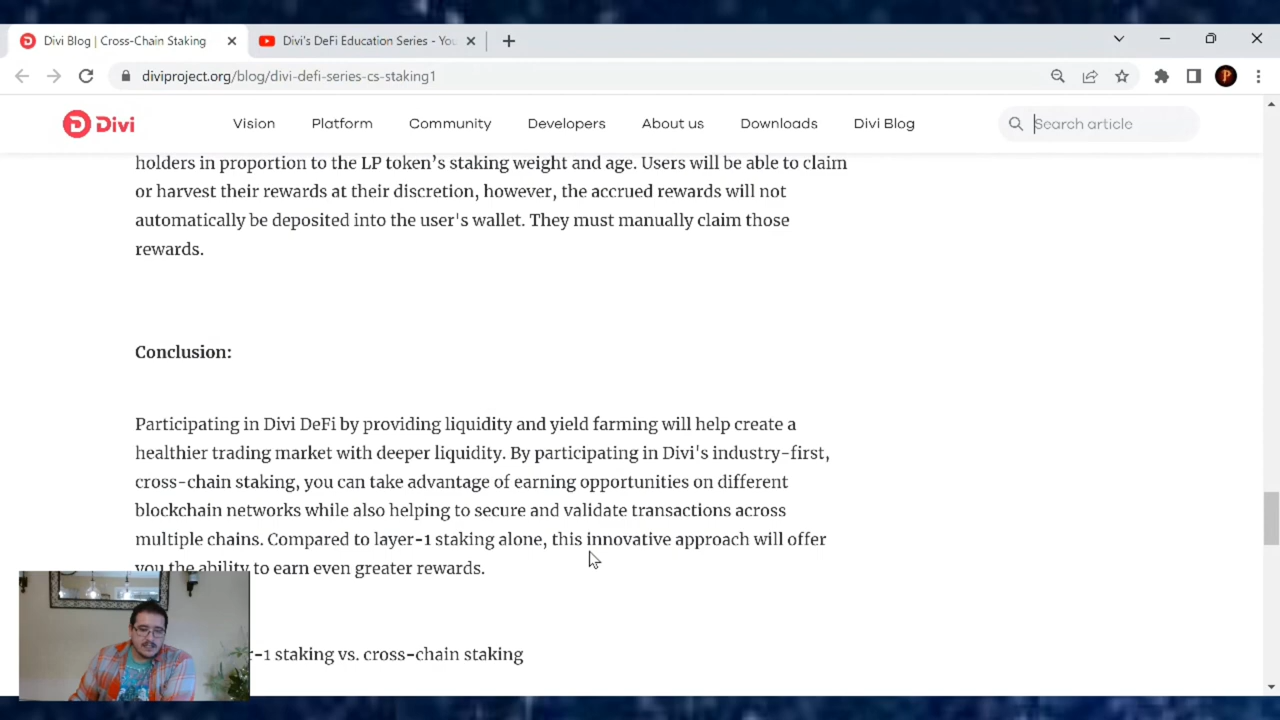 Divi Blog | Cross-Chain Staking
Divi's DeFi Education Series - You
diviproject.org/blog/divi-defi-series-cs-staking1
P
Divi
Vision
Platform
Community
Developers
About us
Downloads
Divi Blog
Search article
holders in proportion to the LP token’s staking weight and age. Users will be able to claim
or harvest their rewards at their discretion, however, the accrued rewards will not
automatically be deposited into the user's wallet. They must manually claim those
rewards.
Conclusion:
Participating in Divi DeFi by providing liquidity and yield farming will help create a
healthier trading market with deeper liquidity. By participating in Divi's industry-first,
cross-chain staking, you can take advantage of earning opportunities on different
blockchain networks while also helping to secure and validate transactions across
multiple chains. Compared to layer-1 staking alone, this innovative approach will offer
you the ability to earn even greater rewards.
-1 staking vs. cross-chain staking